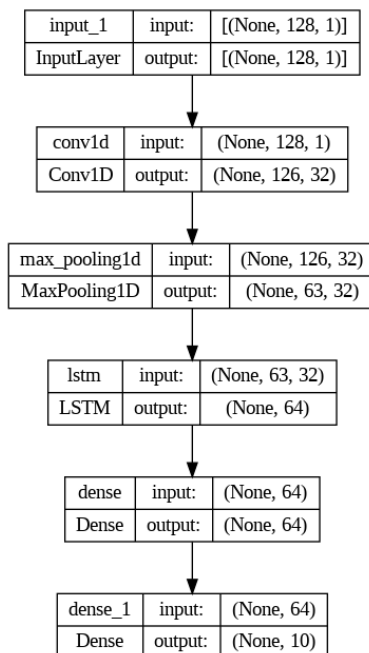 input_1 input: [(None, 128, 1)]
InputLayer output: [(None, 128, 1)]
conv1d input: (None, 128, 1)
Conv1D output: (None, 126, 32)
max_pooling1d input: (None, 126, 32)
MaxPooling1D output: (None, 63, 32)
lstm input: (None, 63, 32)
LSTM output: (None, 64)
dense input: (None, 64)
Dense output: (None, 64)
dense_1 input: (None, 64)
Dense output: (None, 10)